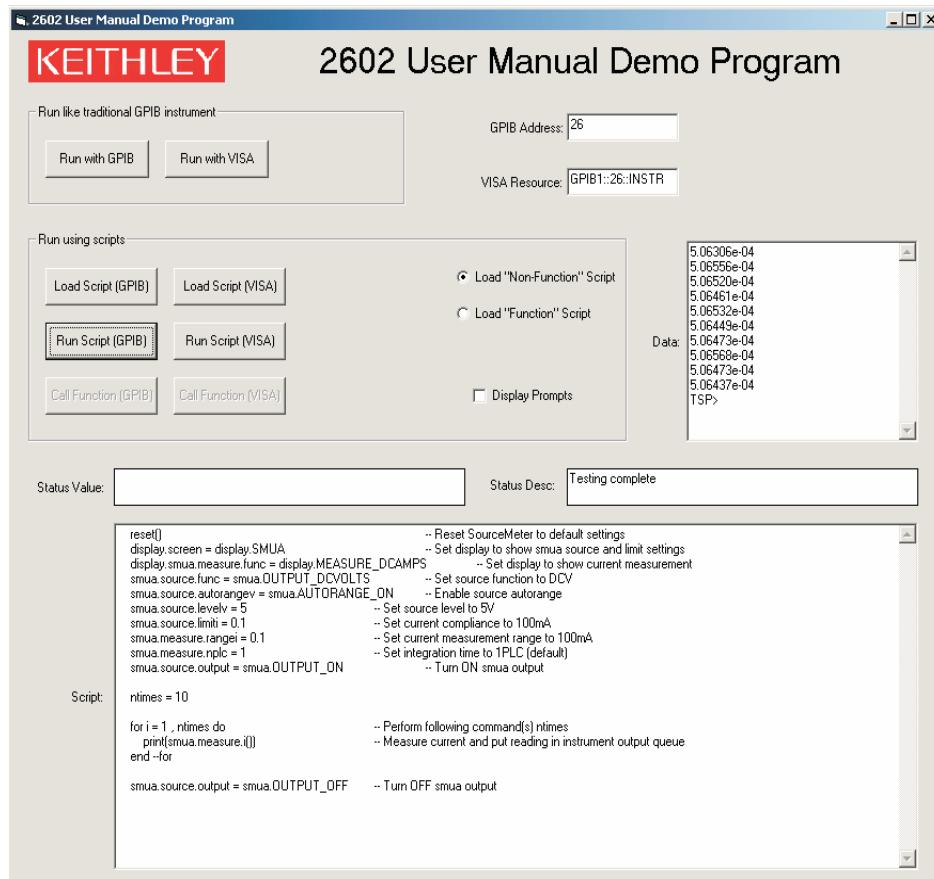 2602 User Manual Demo Program
KEITHLEY
2602 User Manual Demo Program
Run like traditional GPIB instrument
Run with GPIB
Run with VISA
GPIB Address: 26
VISA Resource: GPIB1::26::INSTR
Run using scripts
Load Script (GPIB)
Load Script (VISA)
Load "Non-Function" Script
Load "Function" Script
Run Script (GPIB)
Run Script (VISA)
Call Function (GPIB)
Call Function (VISA)
Display Prompts
Data:
5.06306e-04
5.06556e-04
5.06520e-04
5.06461e-04
5.06532e-04
5.06449e-04
5.06473e-04
5.06568e-04
5.06473e-04
5.06437e-04
TSP>
Status Value:
Status Desc: Testing complete
Script:
reset() -- Reset SourceMeter to default settings
display.screen = display.SMUA -- Set display to show smua source and limit settings
display.smua.measure.func = display.MEASURE_DCAMPS -- Set display to show current measurement
smua.source.func = smua.OUTPUT_DCVOLTS -- Set source function to DCV
smua.source.autorangev = smua.AUTORANGE_ON -- Enable source autorange
smua.source.levelv = 5 -- Set source level to 5V
smua.source.limiti = 0.1 -- Set current compliance to 100mA
smua.measure.rangei = 0.1 -- Set current measurement range to 100mA
smua.measure.nplc = 1 -- Set integration time to 1PLC (default)
smua.source.output = smua.OUTPUT_ON -- Turn ON smua output
ntimes = 10
for i = 1 , ntimes do -- Perform following command(s) ntimes
print(smua.measure.i()) -- Measure current and put reading in instrument output queue
end --for
smua.source.output = smua.OUTPUT_OFF -- Turn OFF smua output